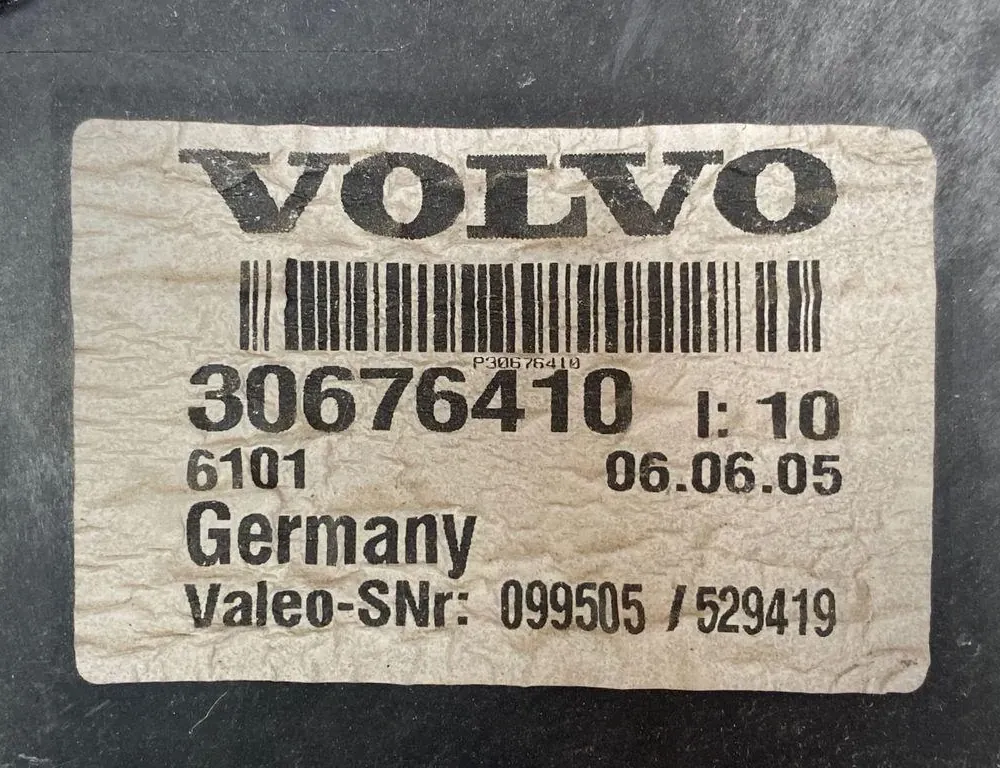 VOLVO
P30676410
30676410 I: 10
6101 06.06.05
Germany
Valeo-SNr: 099505 / 529419